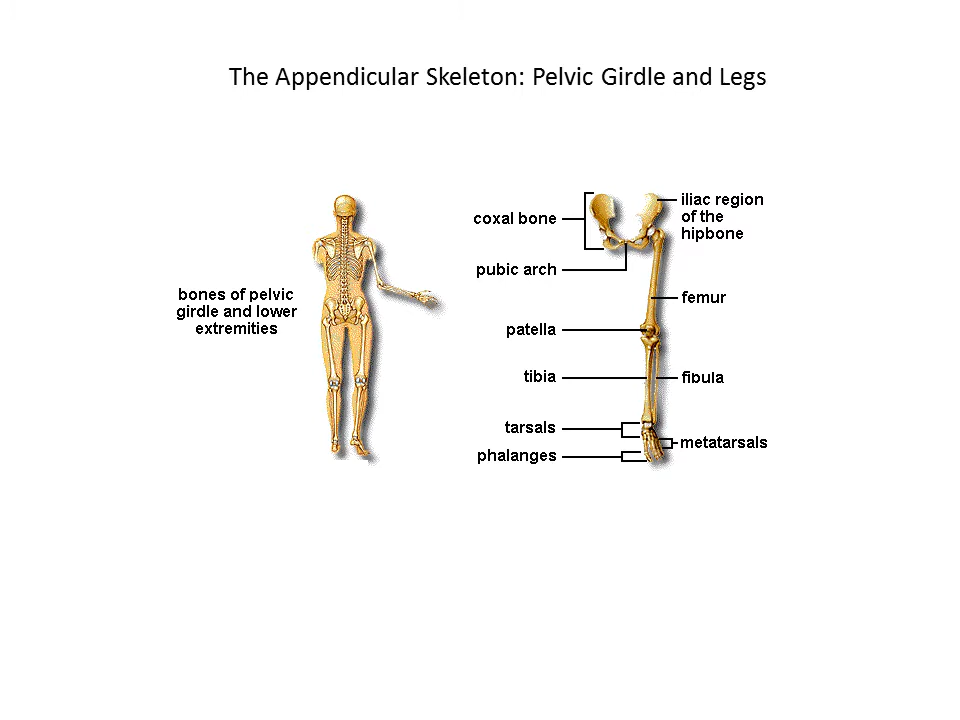 The Appendicular Skeleton: Pelvic Girdle and Legs
bones of pelvic
girdle and lower
extremities
coxal bone
iliac region
of the
hipbone
pubic arch
femur
patella
tibia
fibula
tarsals
metatarsals
phalanges